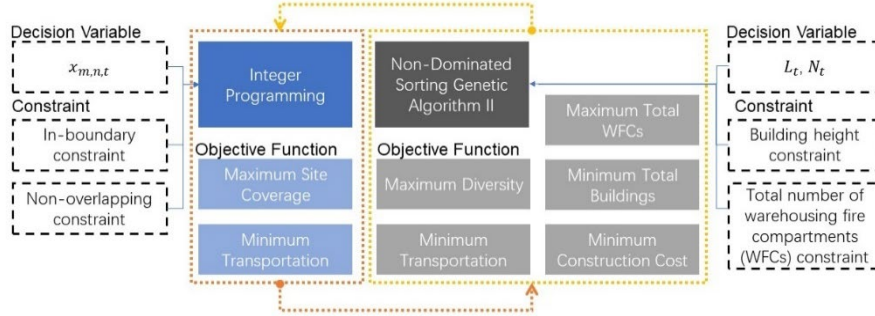 Decision Variable
x_{m,n,t}
Constraint
In-boundary
constraint
Non-overlapping
constraint
Integer
Programming
Objective Function
Maximum Site
Coverage
Minimum
Transportation
Non-Dominated
Sorting Genetic
Algorithm II
Objective Function
Maximum Diversity
Minimum
Transportation
Maximum Total
WFCs
Minimum Total
Buildings
Minimum
Construction Cost
Decision Variable
L_t, N_t
Constraint
Building height
constraint
Total number of
warehousing fire
compartments
(WFCs) constraint